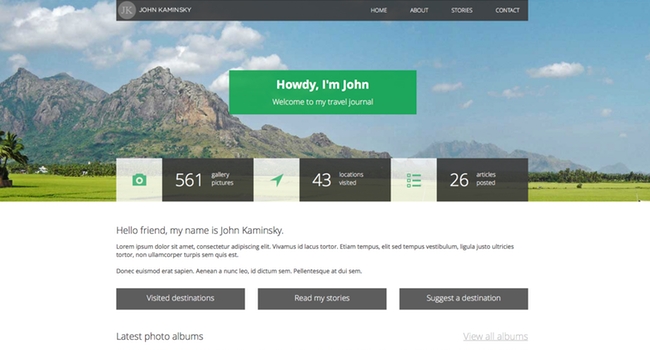 JK JOHN KAMINSKY HOME ABOUT STORIES CONTACT
Howdy, I'm John
Welcome to my travel journal
561 gallery pictures
43 locations visited
26 articles posted
Hello friend, my name is John Kaminsky.
Lorem ipsum dolor sit amet, consectetur adipiscing elit. Vivamus id lacus tortor. Etiam tempus, elit sed tempus vestibulum, ligula justo ultricies
tortor, non ullamcorper turpis sem quis est.
Donec euismod erat sapien. Aenean a nunc leo, id dictum sem. Pellentesque at dui sem.
Visited destinations Read my stories Suggest a destination
Latest photo albums View all albums